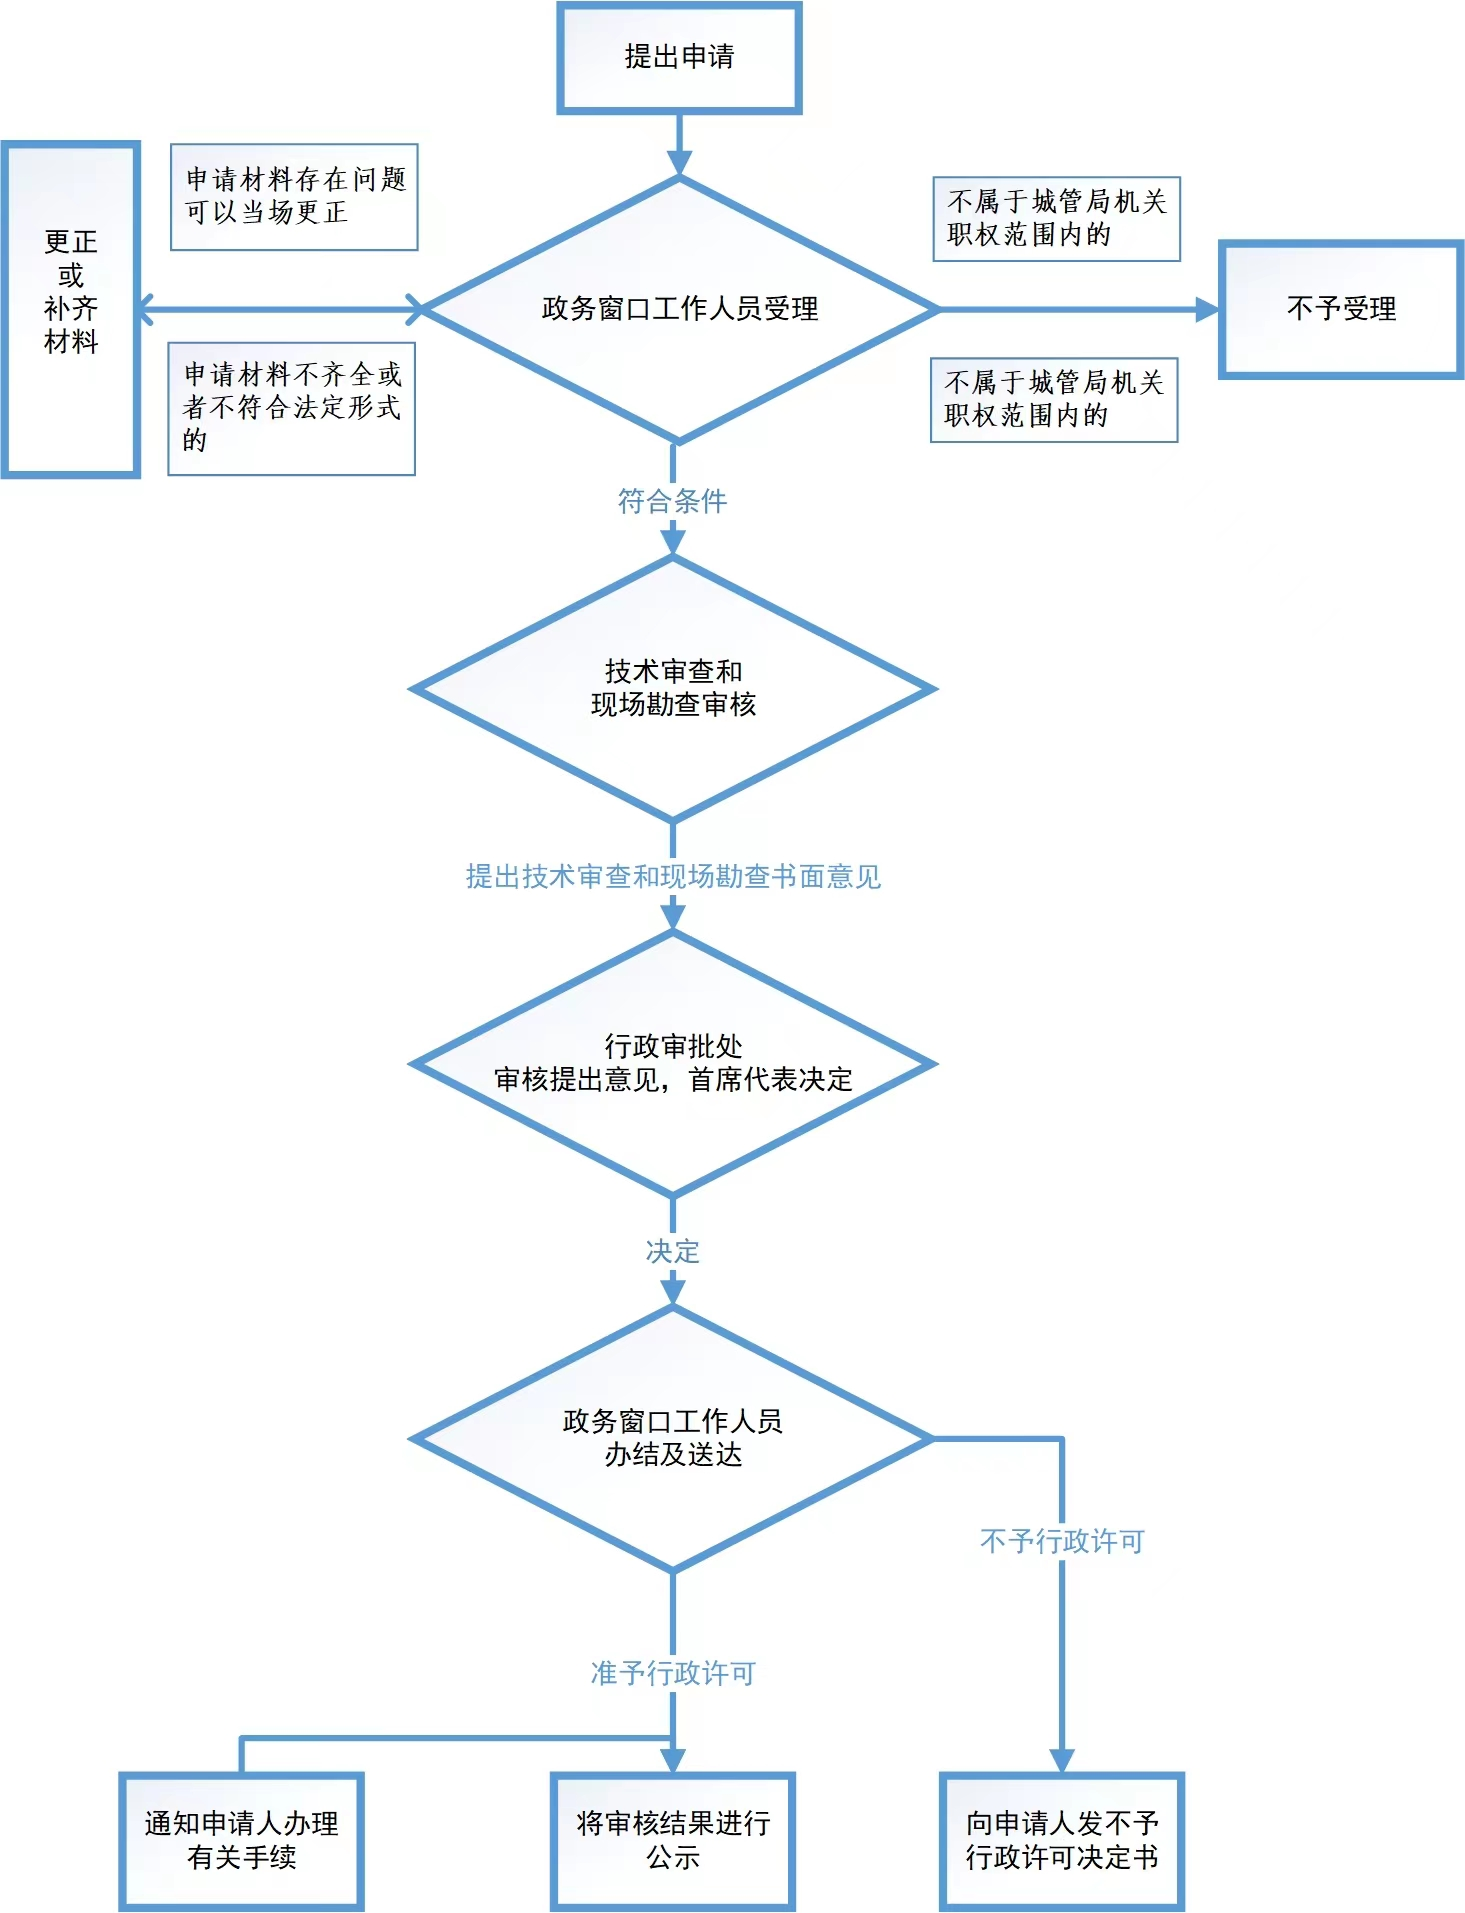 提出申请
申请材料存在问题
可以当场更正
不属于城管局机关
职权范围内的
更正
或
补齐
材料
政务窗口工作人员受理
不予受理
申请材料不齐全或
者不符合法定形式
的
不属于城管局机关
职权范围内的
符合条件
技术审查和
现场勘查审核
提出技术审查和现场勘查书面意见
行政审批处
审核提出意见，首席代表决定
决定
政务窗口工作人员
办结及送达
不予行政许可
准予行政许可
通知申请人办理
有关手续
将审核结果进行
公示
向申请人发不予
行政许可决定书